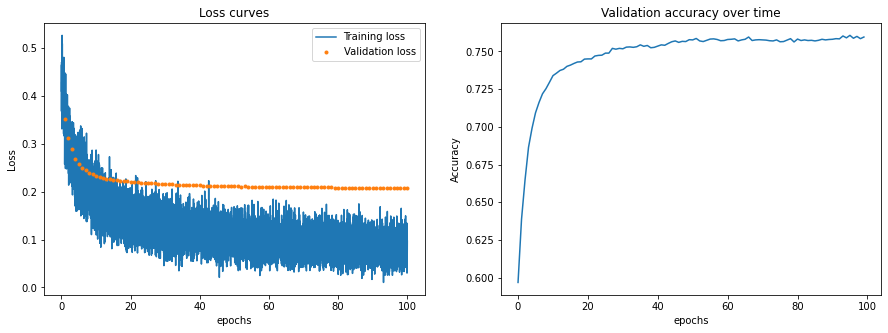 Loss curves
Training loss
Validation loss
Loss
0.5
0.4
0.3
0.2
0.1
0.0
0 20 40 60 80 100
epochs
Validation accuracy over time
Accuracy
0.750
0.725
0.700
0.675
0.650
0.625
0.600
0 20 40 60 80 100
epochs